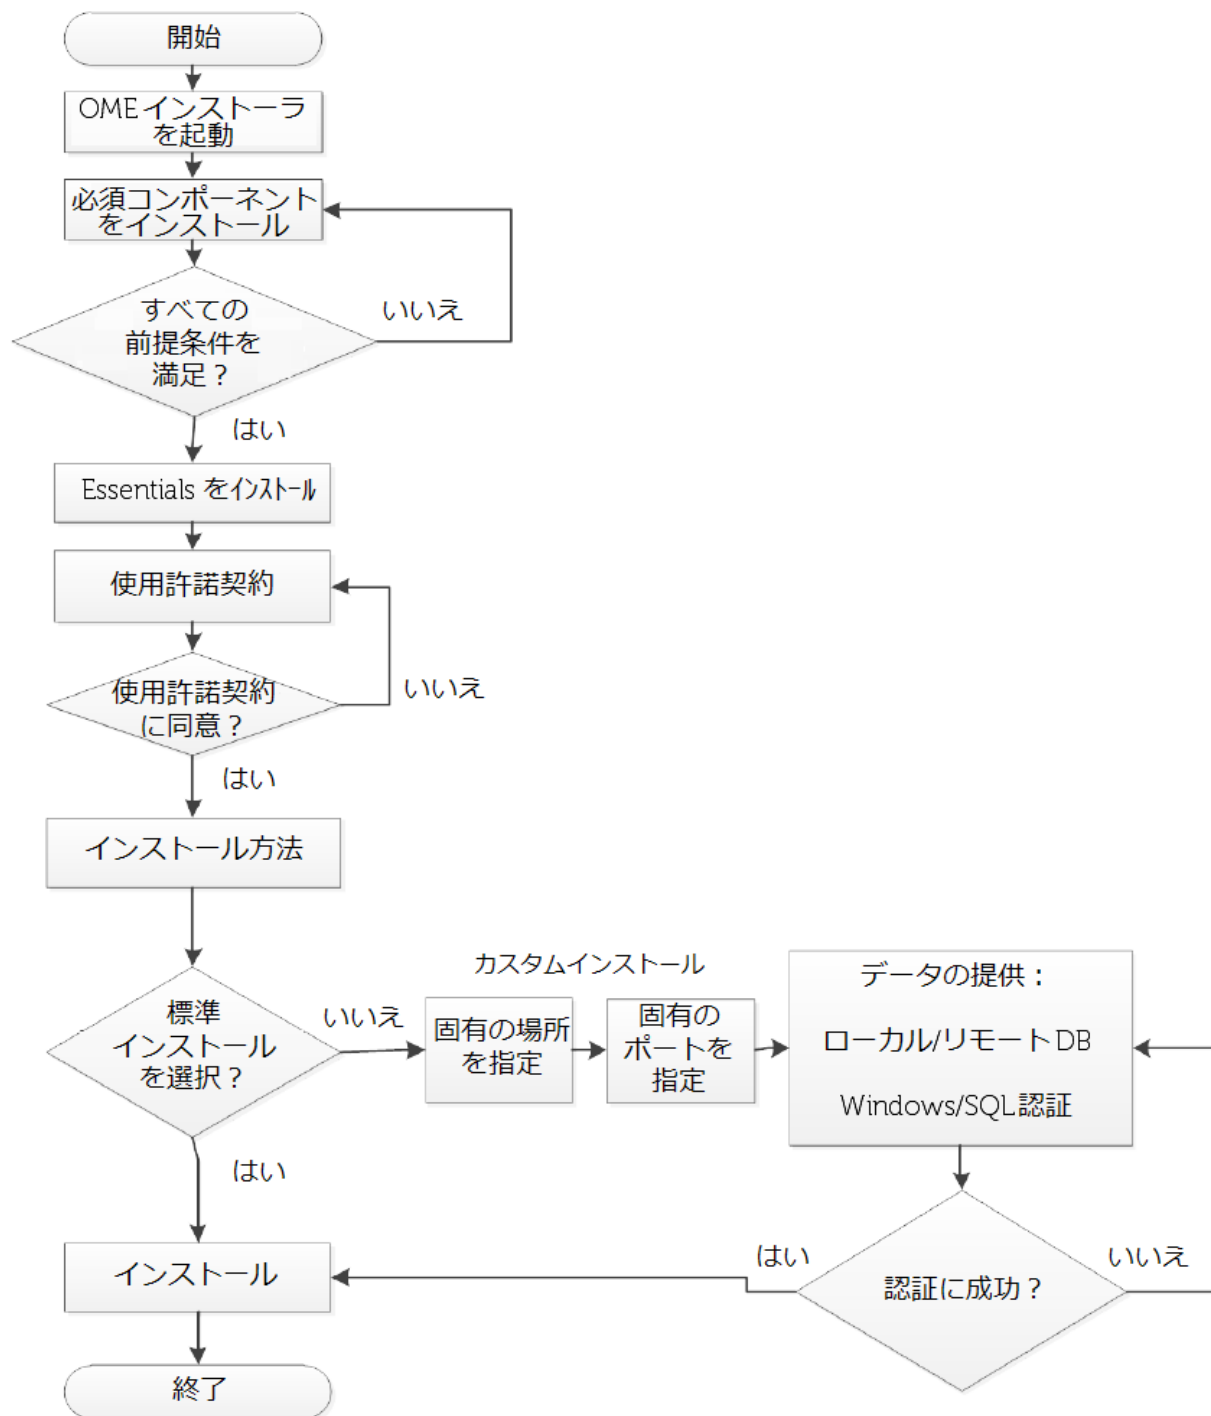 開始
OME インストーラ
を起動
必須コンポーネント
をインストール
すべての
前提条件を
満足？
いいえ
はい
Essentials をｲﾝｽﾄｰﾙ
使用許諾契約
使用許諾契約
に同意？
いいえ
はい
インストール方法
標準
インストール
を選択？
いいえ
カスタムインストール
固有の場所
を指定
固有の
ポートを
指定
データの提供：
ローカル/リモート DB
Windows/SQL 認証
はい
インストール
はい
認証に成功？
いいえ
終了